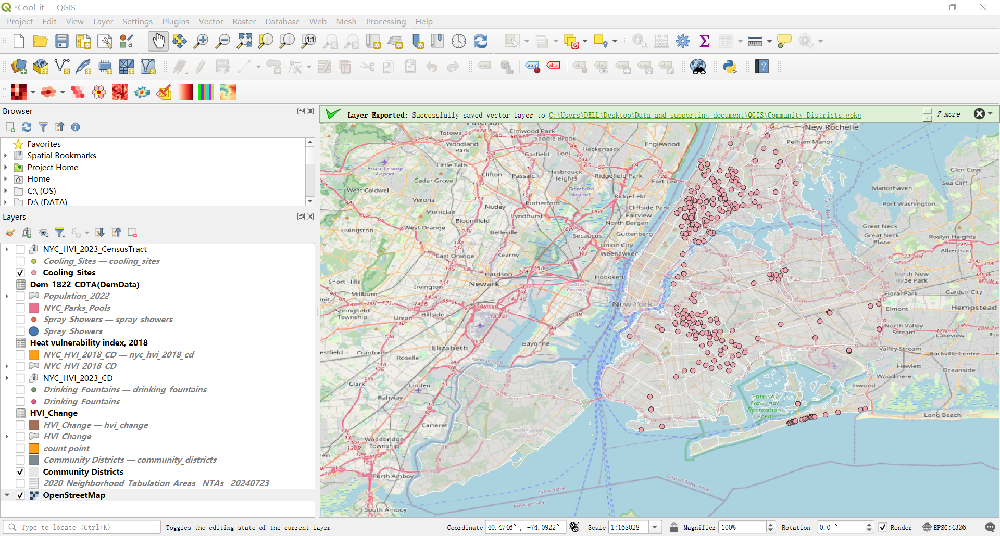 *Cool_it — QGIS
Project Edit View Layer Settings Plugins Vector Raster Database Web Mesh Processing Help
Browser
Favorites
Spatial Bookmarks
Project Home
Home
C:\ (OS)
D:\ (DATA)
Layers
NYC_HVI_2023_CensusTract
Cooling_Sites — cooling_sites
Cooling_Sites
Dem_1822_CDTA(DemData)
Population_2022
NYC_Parks_Pools
Spray_Showers — spray_showers
Spray_Showers
Heat vulnerability index, 2018
NYC_HVI_2018_CD — nyc_hvi_2018_cd
NYC_HVI_2018_CD
NYC_HVI_2023_CD
Drinking_Fountains — drinking_fountains
Drinking_Fountains
HVI_Change
HVI_Change — hvi_change
HVI_Change
count point
Community Districts — community_districts
Community Districts
2020_Neighborhood_Tabulation_Areas__NTAs__20240723
OpenStreetMap
Layer Exported: Successfully saved vector layer to C:\Users\DELL\Desktop\Data and supporting document\QGIS\Community Districts.gpkg 7 more
New Rochelle
Totowa
Elmwood Park
Saddle Brook
Englewood
Pelham Manor
Woodland Park
Garfield Lodi
Hackensack
Essex County Airport
Little Falls
Clifton Passaic
Hasbrouck Heights
Ridgefield Park
Fort Lee
Glen Cove
Cedar Grove
Sea Cliff
West Caldwell
Teterboro Airport
Manorhaven
Verona
Nutley
Rutherford
Ridgefield
Port Washington
Montclair
Lyndhurst
Cliffside Park
Fairview
Bloomfield
North Bergen
Livingston
West Orange
Belleville
Secaucus
Guttenberg
Great Neck
Great Neck Plaza
Roslyn Heights
Union City
Albertson
East Orange
Kearny
Weehawken
Short Hills
Harrison
Newark
Hoboken
North New Hyde Park
Irvington
Hudson County
Millburn
Floral Park
Garden City
Springfield Township
Union
Hillside
New York
Elmont
Hempstead
North Valley Stream
Elizabeth
Bayonne
Valley Stream
Rockville Centre
estfield
Cranford
Roselle
New Jersey
Hewlett
Oceanside
Woodmere
Clark
Linden
Inwood
Rahway
Gateway National Recreation Area
Long Beach
Carteret
Richmond County
Woodbridge Township
Perth Amboy
City of New York
New York
New Jersey
South Amboy
Type to locate (Ctrl+K) Toggles the editing state of the current layer Coordinate 40.4746° , -74.0922° Scale 1:168028 Magnifier 100% Rotation 0.0 ° Render EPSG:4326